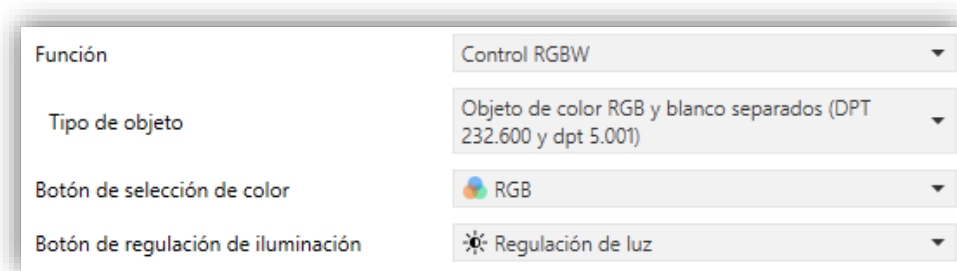 Función
Control RGBW
Tipo de objeto
Objeto de color RGB y blanco separados (DPT
232.600 y dpt 5.001)
Botón de selección de color
RGB
Botón de regulación de iluminación
Regulación de luz